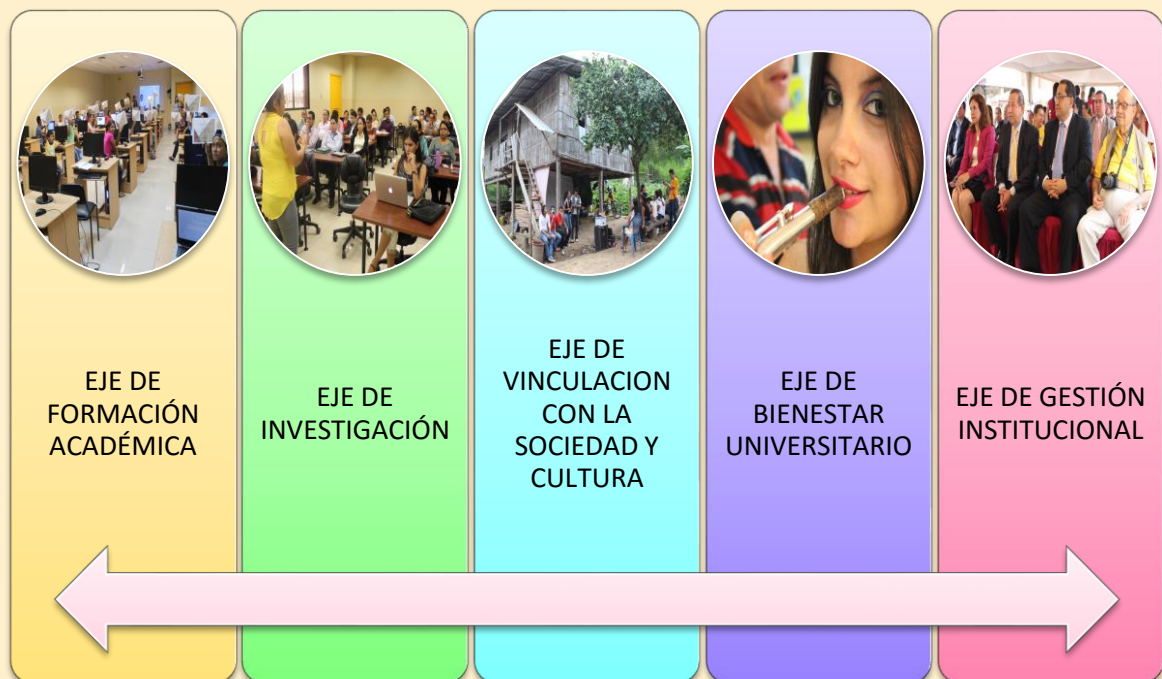 EJE DE
FORMACIÓN
ACADÉMICA
EJE DE
INVESTIGACIÓN
EJE DE
VINCULACION
CON LA
SOCIEDAD Y
CULTURA
EJE DE
BIENESTAR
UNIVERSITARIO
EJE DE GESTIÓN
INSTITUCIONAL